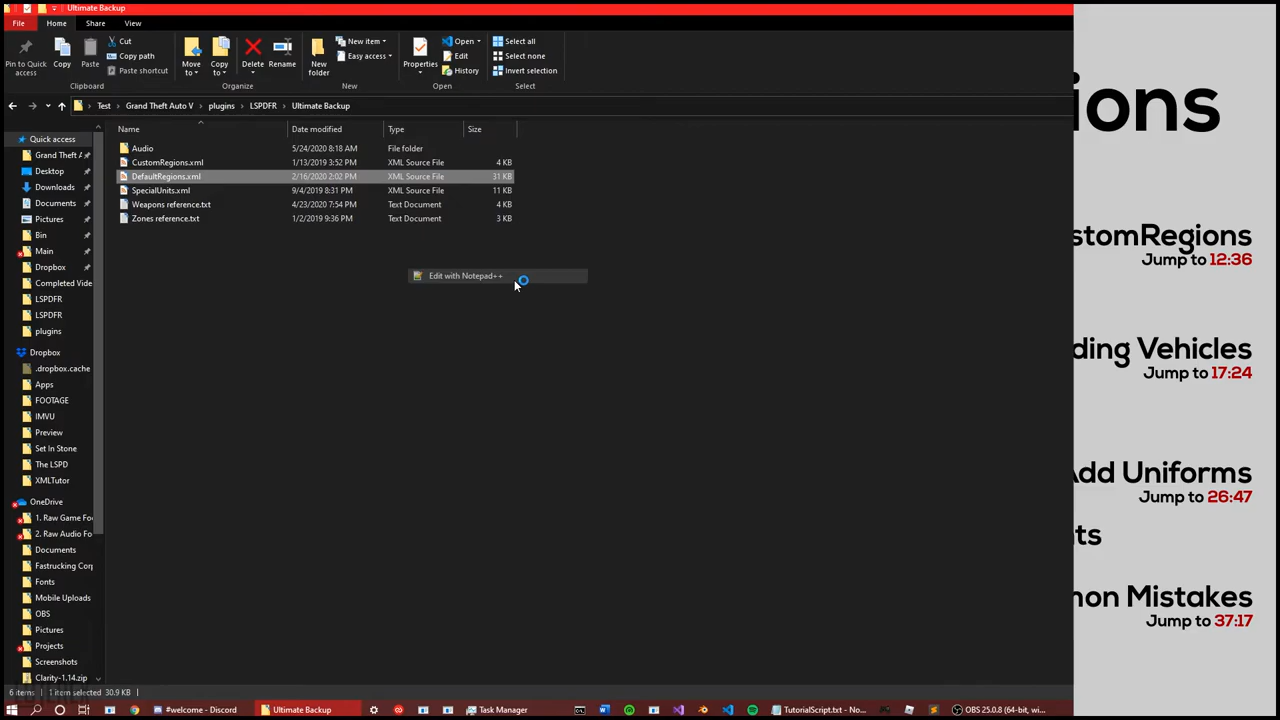 Ultimate Backup
File Home Share View
Pin to Quick access
Copy
Paste
Cut
Copy path
Paste shortcut
Clipboard
Move to
Copy to
Delete
Rename
Organize
New folder
New item
Easy access
New
Properties
Open
Edit
History
Open
Select all
Select none
Invert selection
Select
Test > Grand Theft Auto V > plugins > LSPDFR > Ultimate Backup
Name Date modified Type Size
Audio 5/24/2020 8:18 AM File folder
CustomRegions.xml 1/13/2019 3:52 PM XML Source File 4 KB
DefaultRegions.xml 2/16/2020 2:02 PM XML Source File 31 KB
SpecialUnits.xml 9/4/2019 8:31 PM XML Source File 11 KB
Weapons reference.txt 4/23/2020 7:54 PM Text Document 4 KB
Zones reference.txt 1/2/2019 9:36 PM Text Document 3 KB
Edit with Notepad++
Quick access
Grand Theft A
Desktop
Downloads
Documents
Pictures
Bin
Main
Dropbox
Completed Vide
LSPDFR
LSPDFR
plugins
Dropbox
.dropbox.cache
Apps
FOOTAGE
IMVU
Preview
Set In Stone
The LSPD
XMLTutor
OneDrive
1. Raw Game Fo
2. Raw Audio Fo
Documents
Fastrucking Corp
Fonts
Mobile Uploads
OBS
Pictures
Projects
Screenshots
Clarity-1.14.zip
6 items 1 item selected 30.9 KB
ions
stomRegions
Jump to 12:36
ding Vehicles
Jump to 17:24
Add Uniforms
Jump to 26:47
ts
mon Mistakes
Jump to 37:17
#welcome - Discord
Ultimate Backup
Task Manager
TutorialScript.txt - No...
OBS 25.0.8 (64-bit, wi...